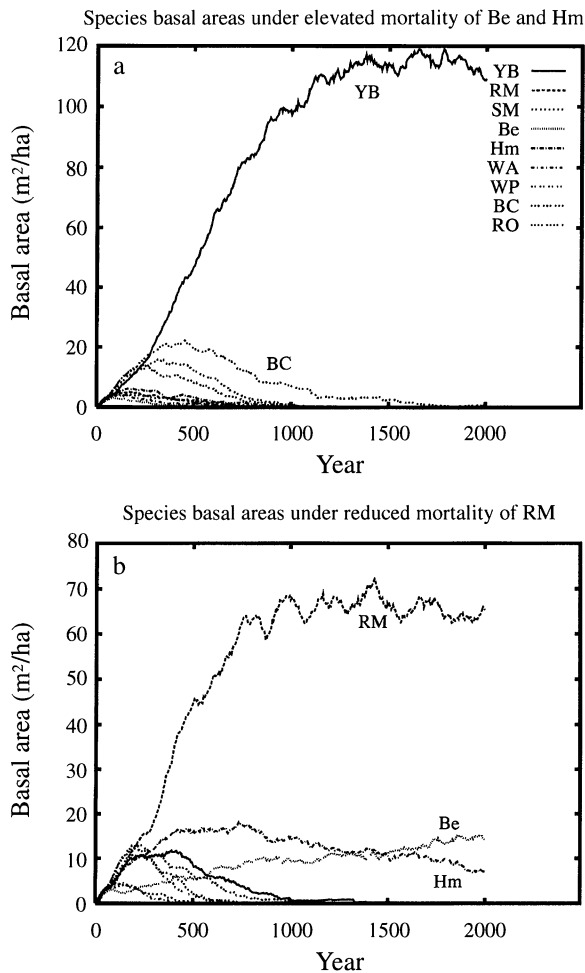 Species basal areas under elevated mortality of Be and Hm
a
120
100
80
60
40
20
0
Basal area (m²/ha)
YB
YB
RM
SM
Be
Hm
WA
WP
BC
RO
BC
0 500 1000 1500 2000
Year
Species basal areas under reduced mortality of RM
b
80
70
60
50
40
30
20
10
0
Basal area (m²/ha)
RM
Be
Hm
0 500 1000 1500 2000
Year